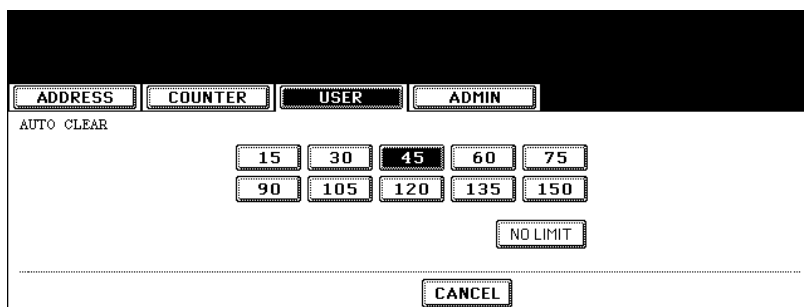 ADDRESS COUNTER USER ADMIN
AUTO CLEAR
15 30 45 60 75
90 105 120 135 150
NO LIMIT
CANCEL